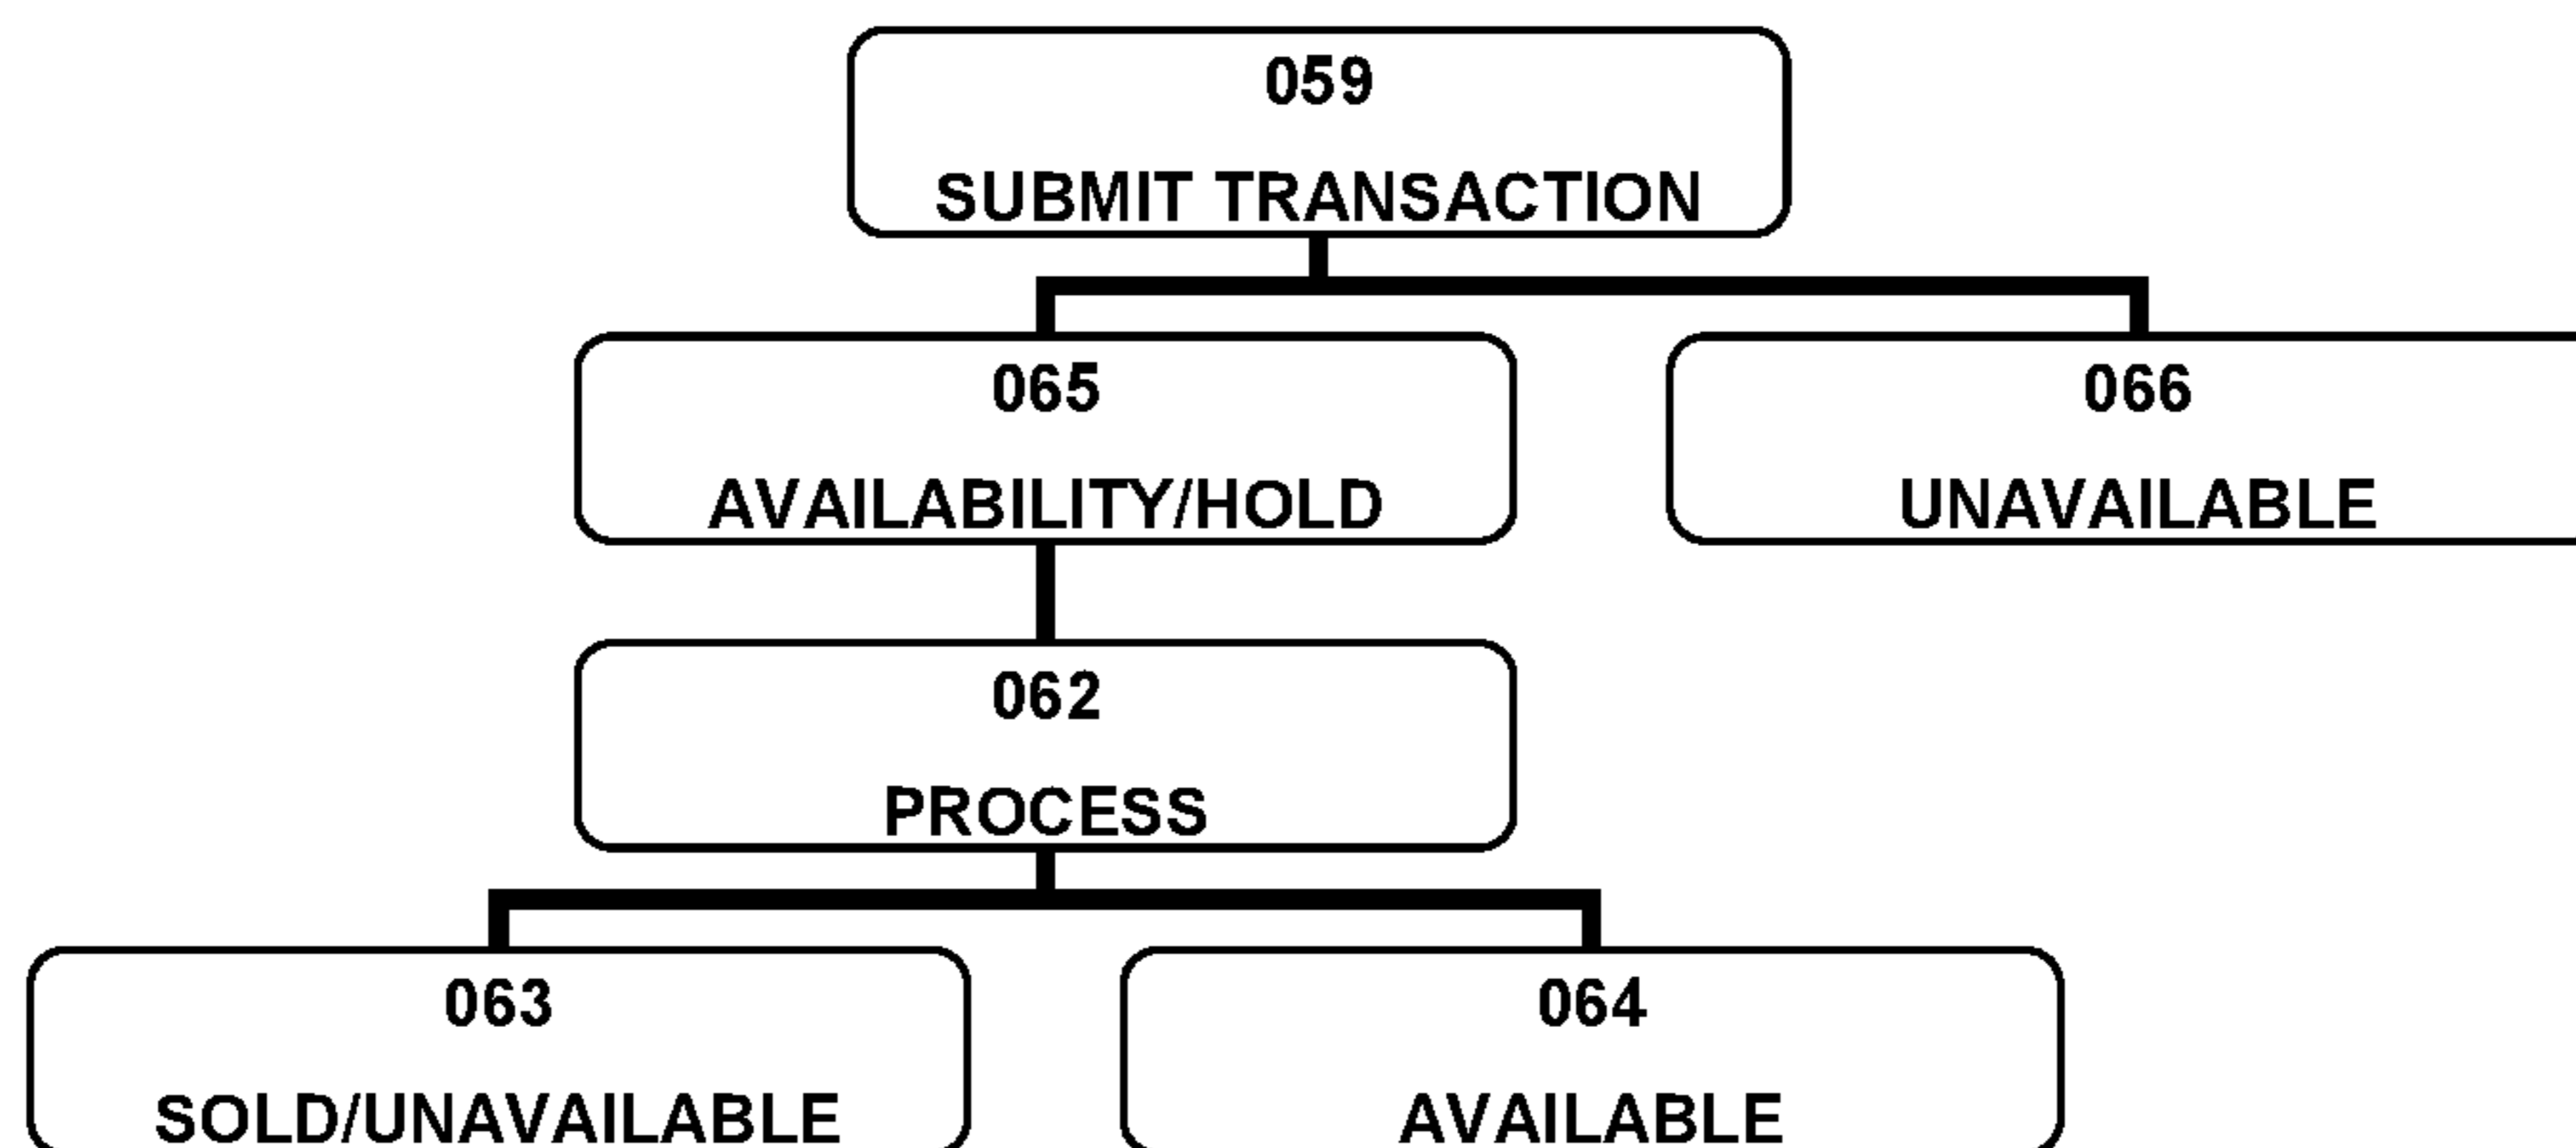 059
SUBMIT TRANSACTION
065
AVAILABILITY/HOLD
066
UNAVAILABLE
062
PROCESS
063
SOLD/UNAVAILABLE
064
AVAILABLE